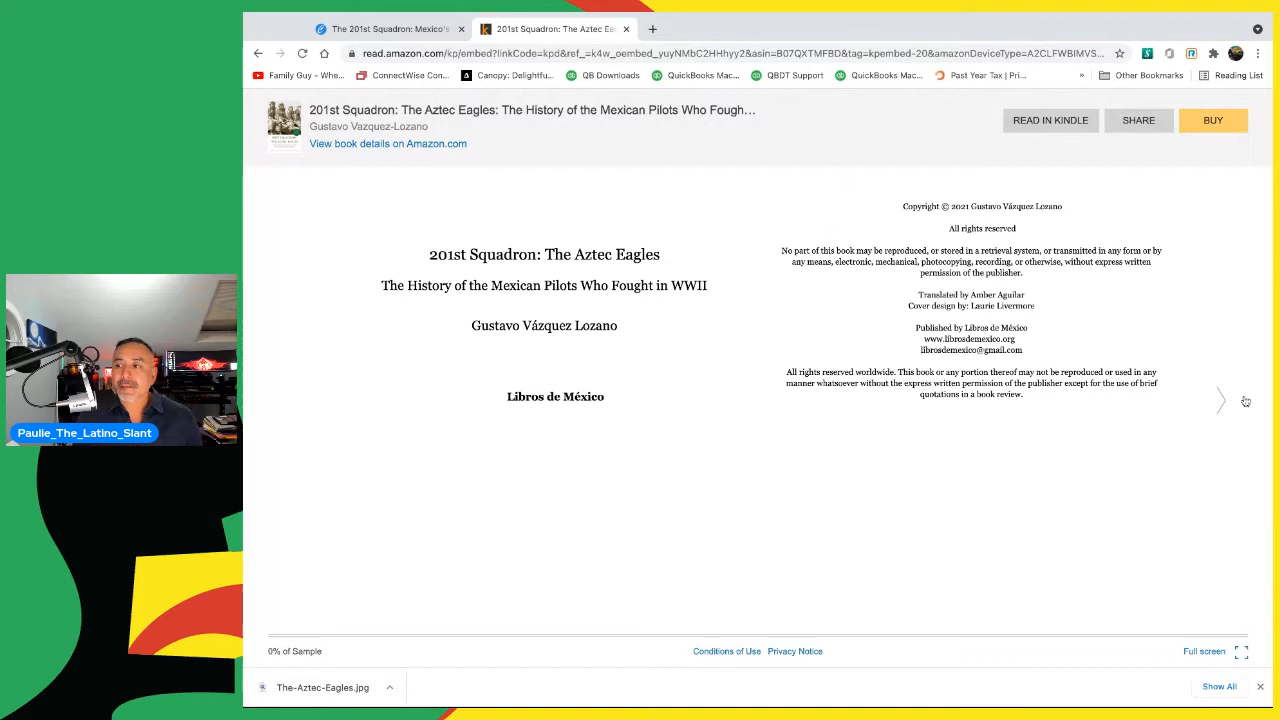 The 201st Squadron: Mexico's
201st Squadron: The Aztec Ea
read.amazon.com/kp/embed?linkCode=kpd&ref_=k4w_oembed_yuyNMbC2HHhyy2&asin=B07QXTMFBD&tag=kpembed-20&amazonDeviceType=A2CLFWBIMVS...
Family Guy - Whe...
ConnectWise Con...
Canopy: Delightfu...
QB Downloads
QuickBooks Mac...
QBDT Support
QuickBooks Mac...
Past Year Tax | Pri...
»
Other Bookmarks
Reading List
201st Squadron: The Aztec Eagles: The History of the Mexican Pilots Who Fough...
Gustavo Vazquez-Lozano
View book details on Amazon.com
READ IN KINDLE
SHARE
BUY
201st Squadron: The Aztec Eagles
The History of the Mexican Pilots Who Fought in WWII
Gustavo Vázquez Lozano
Libros de México
Copyright © 2021 Gustavo Vázquez Lozano
All rights reserved
No part of this book may be reproduced, or stored in a retrieval system, or transmitted in any form or by
any means, electronic, mechanical, photocopying, recording, or otherwise, without express written
permission of the publisher.
Translated by Amber Aguilar
Cover design by: Laurie Livermore
Published by Libros de México
www.librosdemexico.org
librosdemexico@gmail.com
All rights reserved worldwide. This book or any portion thereof may not be reproduced or used in any
manner whatsoever without the express written permission of the publisher except for the use of brief
quotations in a book review.
Paulie_The_Latino_Slant
0% of Sample
Conditions of Use
Privacy Notice
Full screen
The-Aztec-Eagles.jpg
Show All